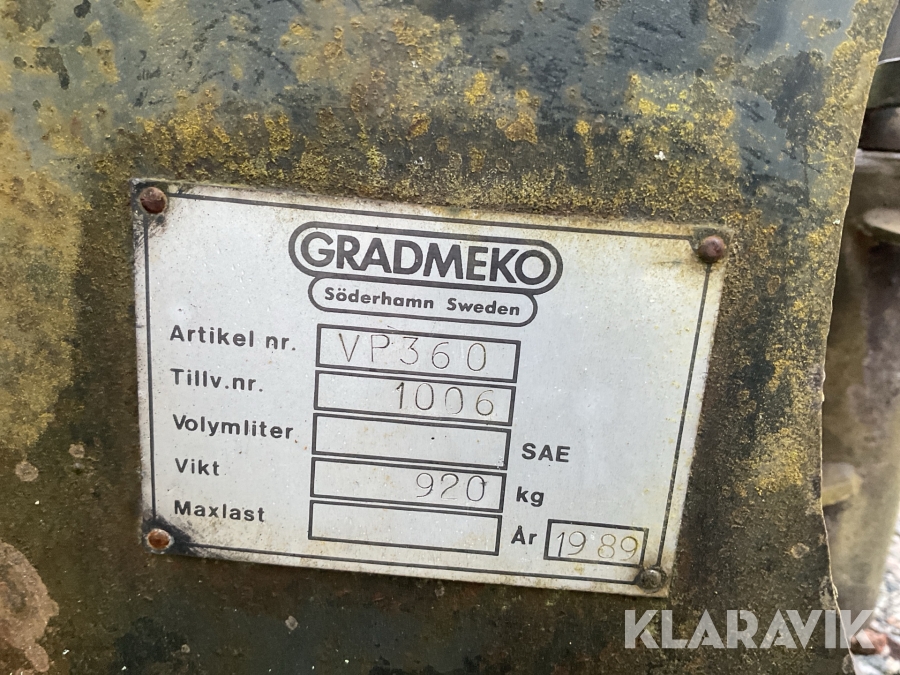 GRADMEKO
Söderhamn Sweden
Artikel nr. VP360
Tillv.nr. 1006
Volymliter SAE
Vikt 920 kg
Maxlast År 1989
KLARAVIK